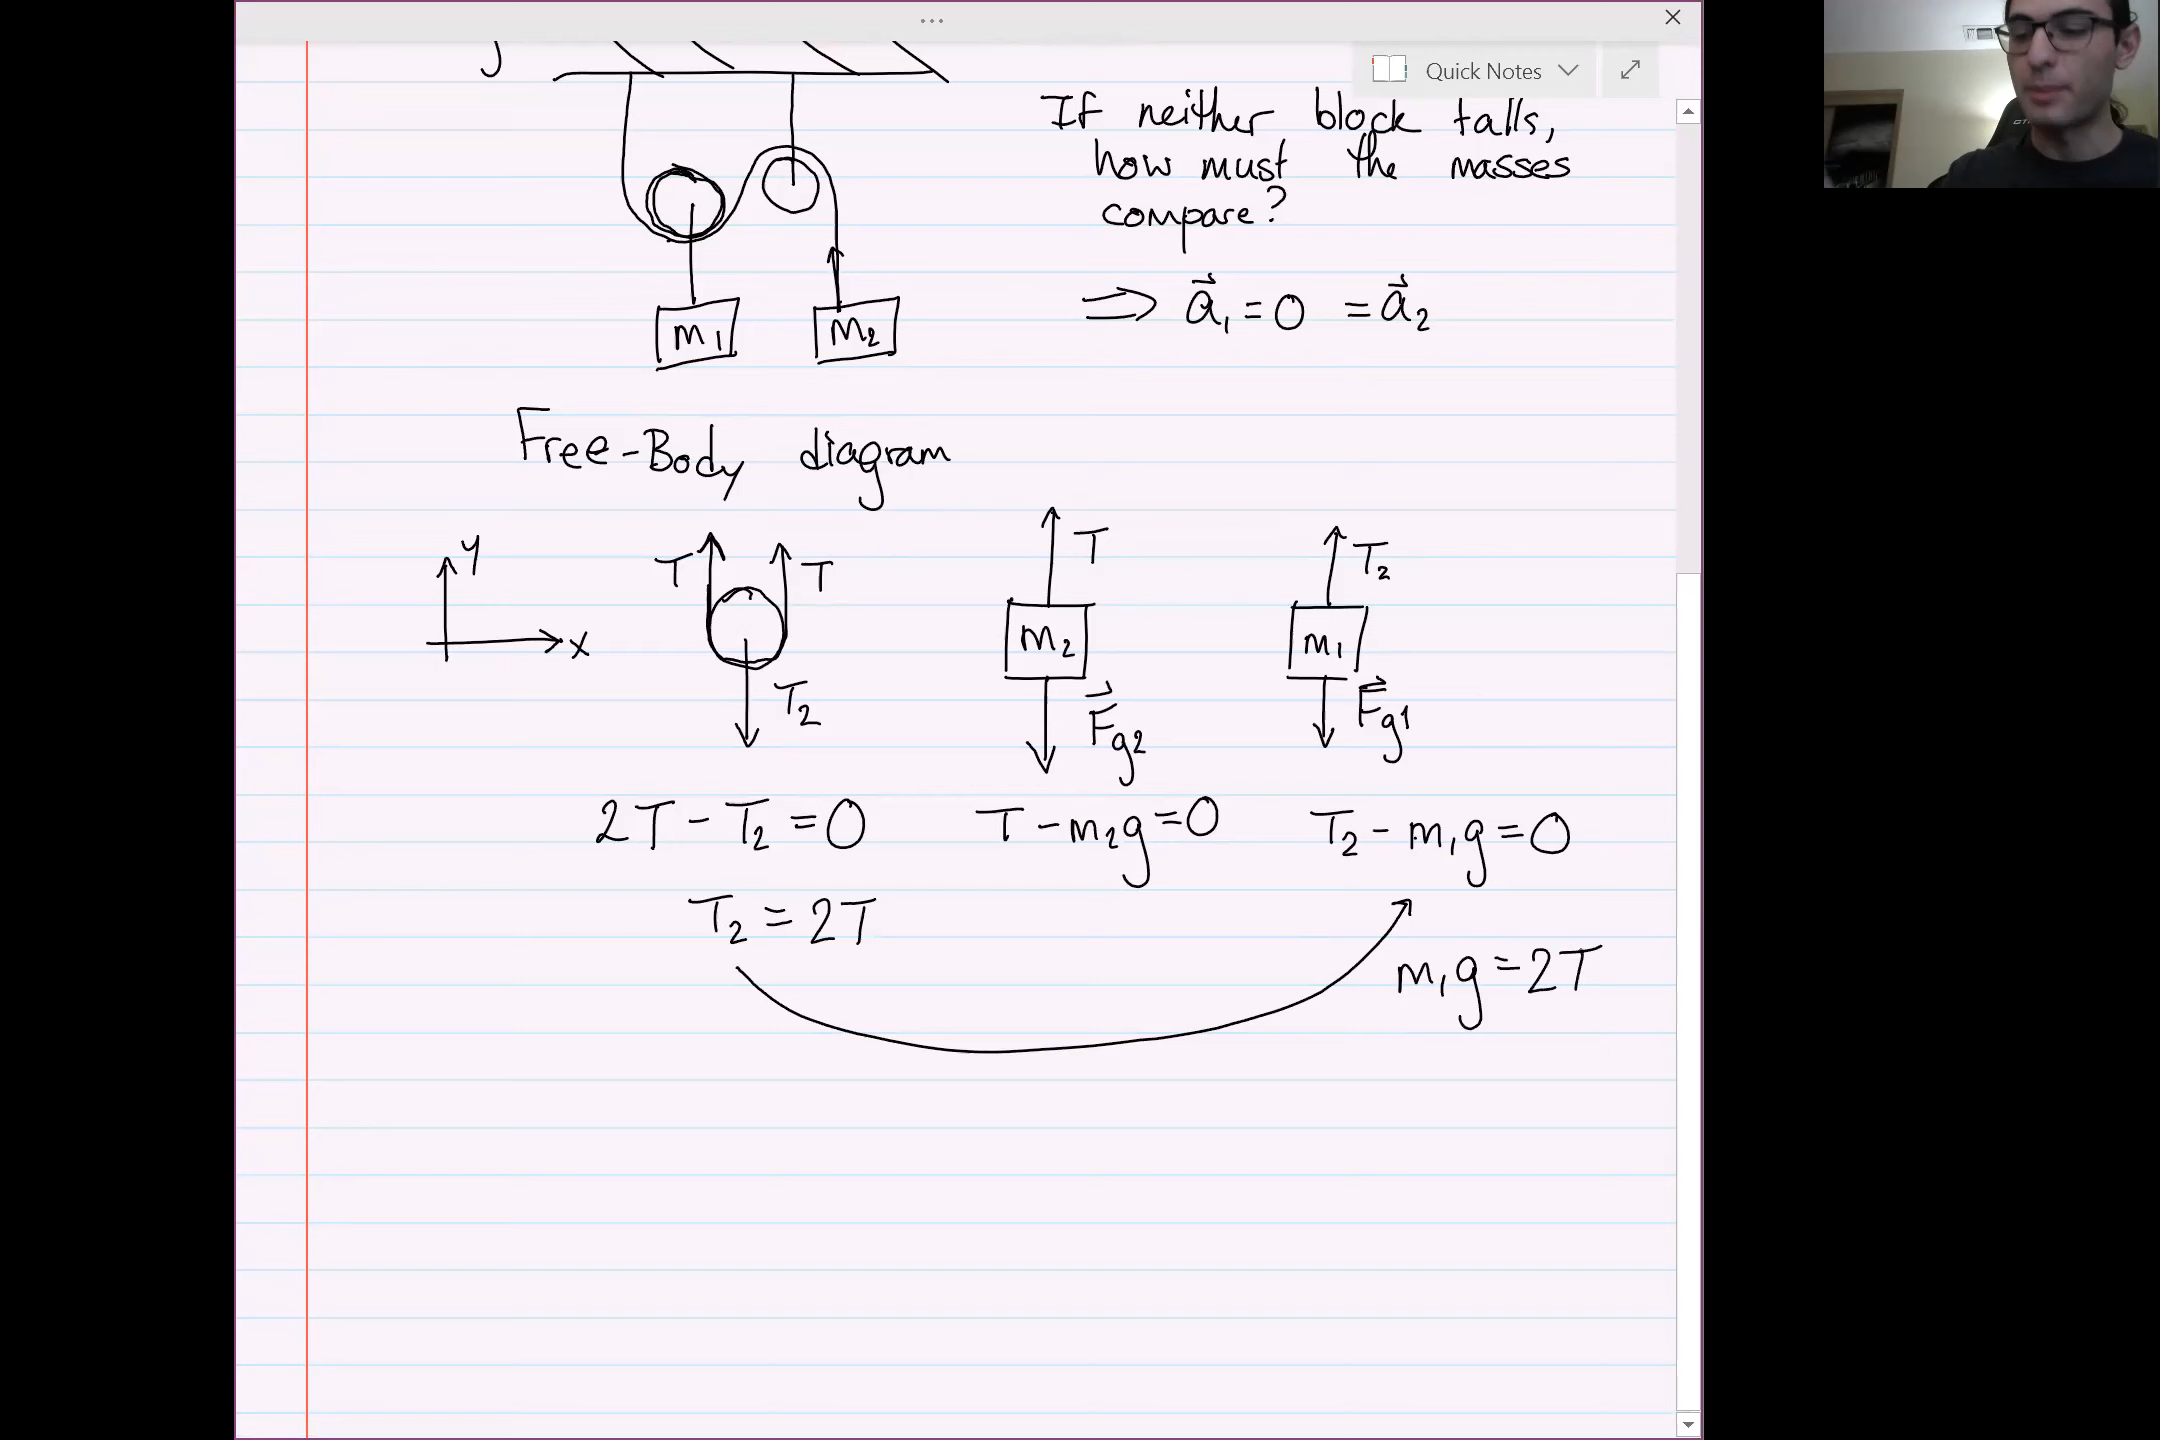 Quick Notes
If neither block falls,
how must the masses
compare?
m1
m2
⇒ a⃗1 = 0 = a⃗2
Free-Body diagram
y
x
T
T
T2
T
m2
F⃗g2
T2
m1
F⃗g1
2T - T2 = 0
T - m2g = 0
T2 - m1g = 0
T2 = 2T
m1g = 2T